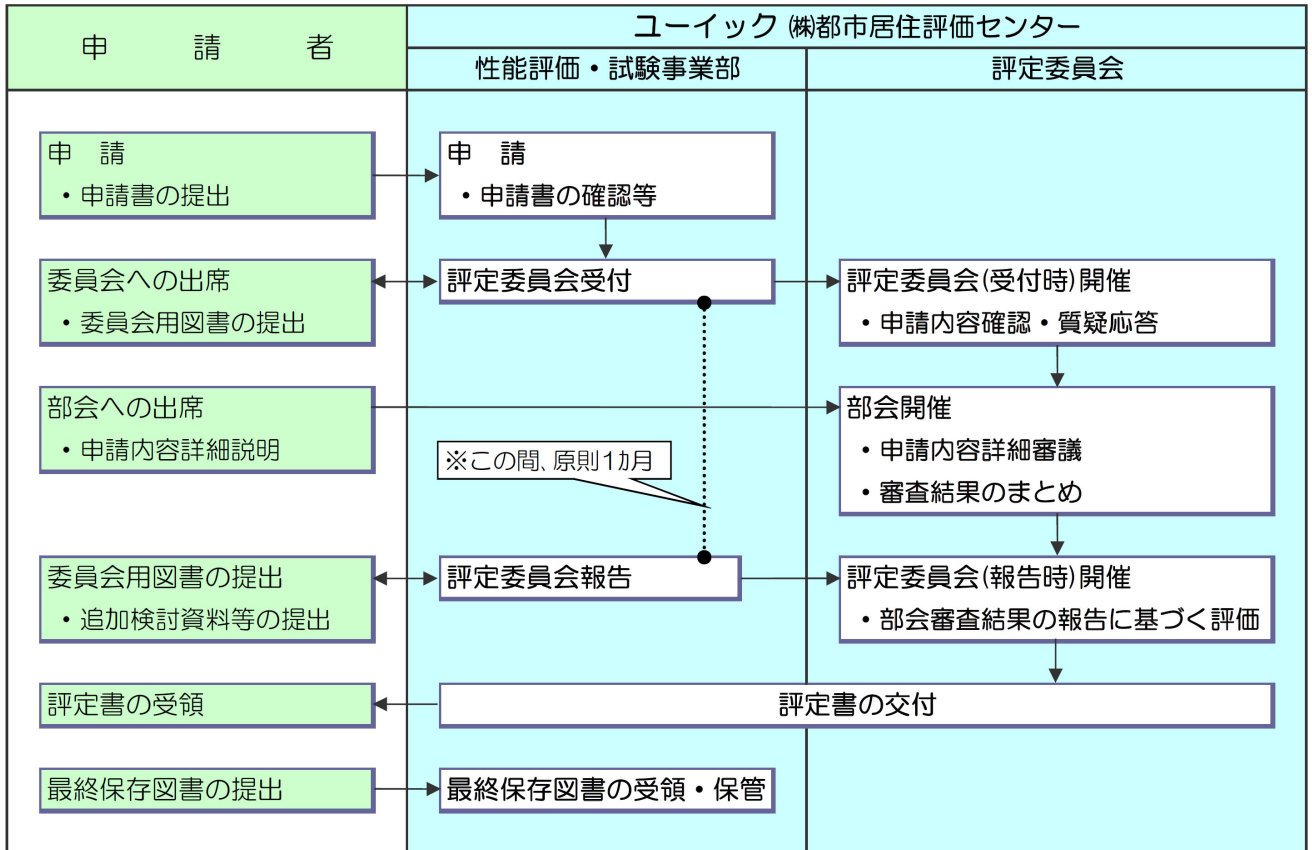 申請者
ユーイック ㈱都市居住評価センター
性能評価・試験事業部
評定委員会
申 請
・申請書の提出
申 請
・申請書の確認等
委員会への出席
・委員会用図書の提出
評定委員会受付
評定委員会(受付時)開催
・申請内容確認・質疑応答
部会への出席
・申請内容詳細説明
部会開催
・申請内容詳細審議
・審査結果のまとめ
※この間、原則1ｶ月
委員会用図書の提出
・追加検討資料等の提出
評定委員会報告
評定委員会(報告時)開催
・部会審査結果の報告に基づく評価
評定書の受領
評定書の交付
最終保存図書の提出
最終保存図書の受領・保管